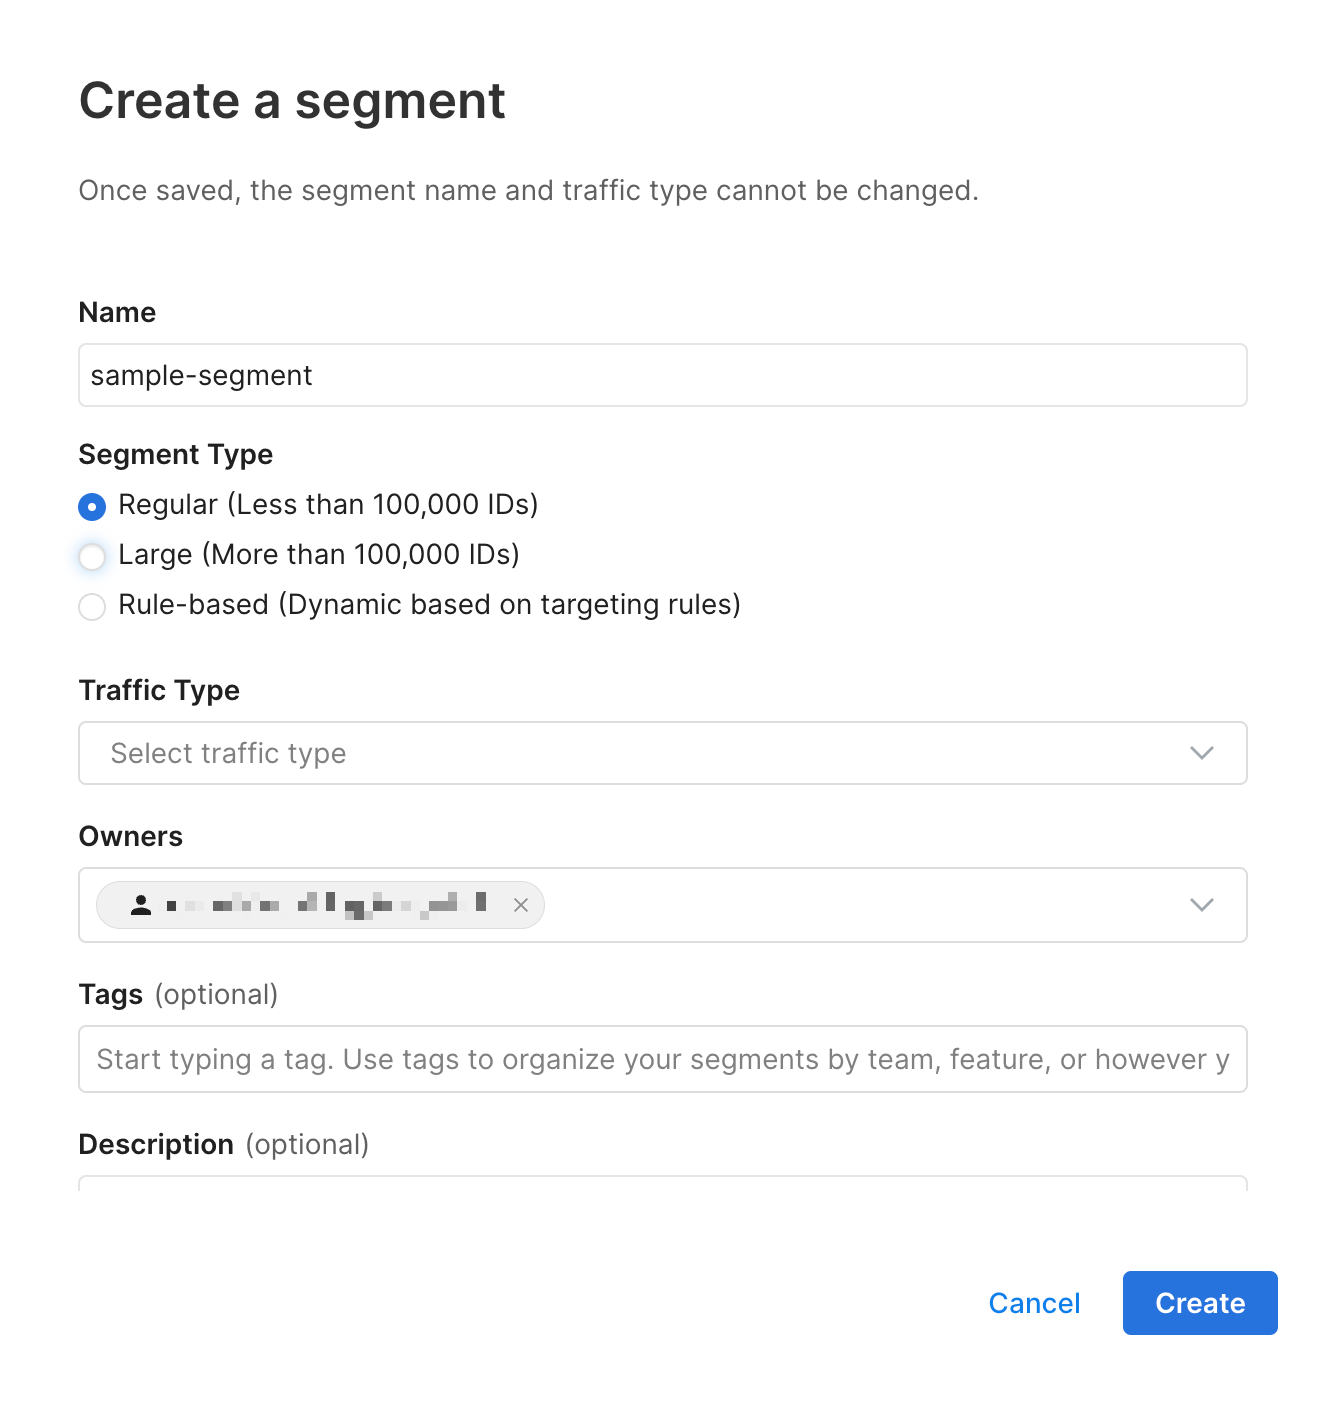 Create a segment
Once saved, the segment name and traffic type cannot be changed.
Name
sample-segment
Segment Type
Regular (Less than 100,000 IDs)
Large (More than 100,000 IDs)
Rule-based (Dynamic based on targeting rules)
Traffic Type
Select traffic type
Owners
Tags (optional)
Start typing a tag. Use tags to organize your segments by team, feature, or however y
Description (optional)
Cancel
Create